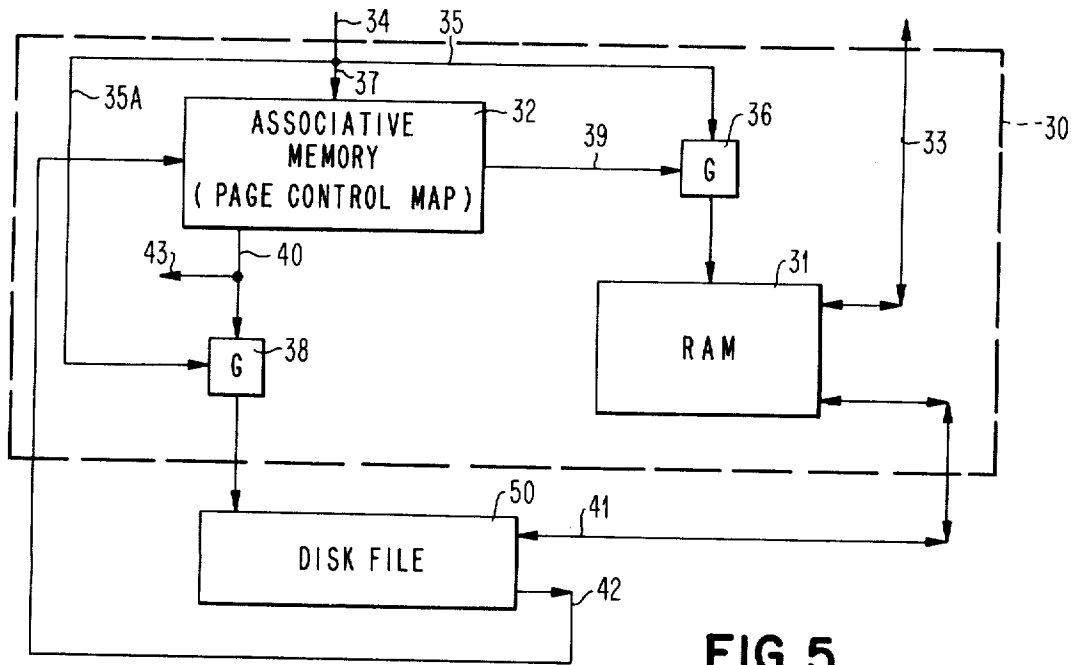 34
35
37
35A
ASSOCIATIVE
MEMORY
( PAGE CONTROL MAP )
32
36
G
39
33
30
43
40
31
RAM
G
38
50
DISK FILE
41
42
FIG 5